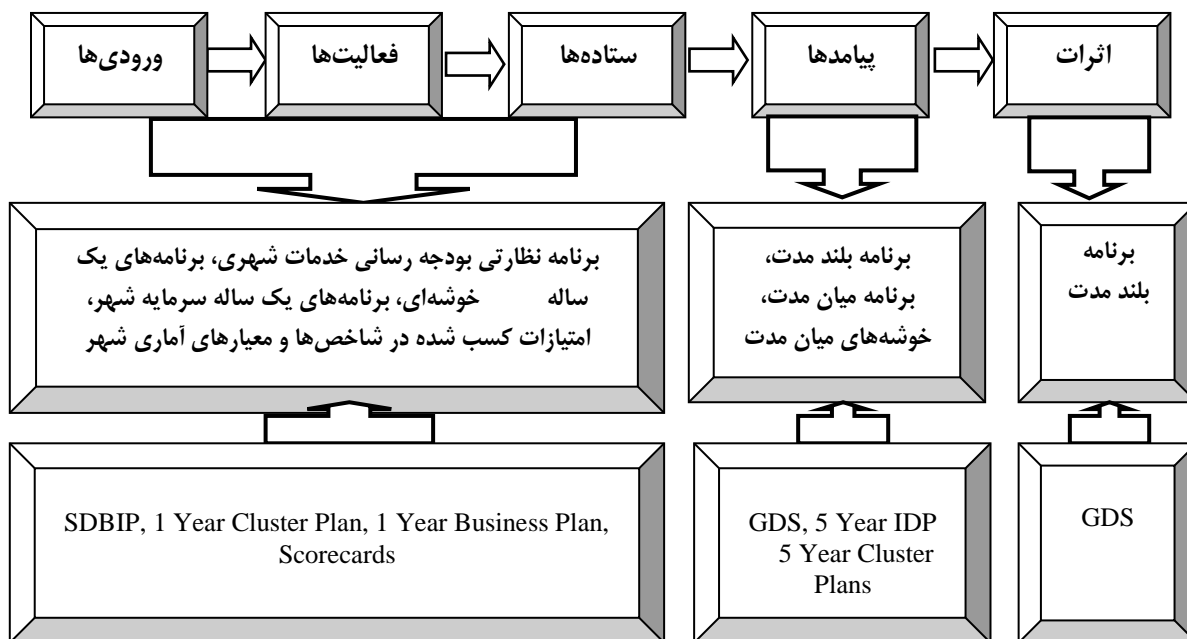 ورودی‌ها
فعالیت‌ها
ستاده‌ها
پیامدها
اثرات
برنامه نظارتی بودجه رسانی خدمات شهری، برنامه‌های یک
ساله خوشه‌ای، برنامه‌های یک ساله سرمایه شهر،
امتیازات کسب شده در شاخص‌ها و معیارهای آماری شهر
برنامه بلند مدت،
برنامه میان مدت،
خوشه‌های میان مدت
برنامه
بلند مدت
SDBIP, 1 Year Cluster Plan, 1 Year Business Plan,
Scorecards
GDS, 5 Year IDP
5 Year Cluster
Plans
GDS